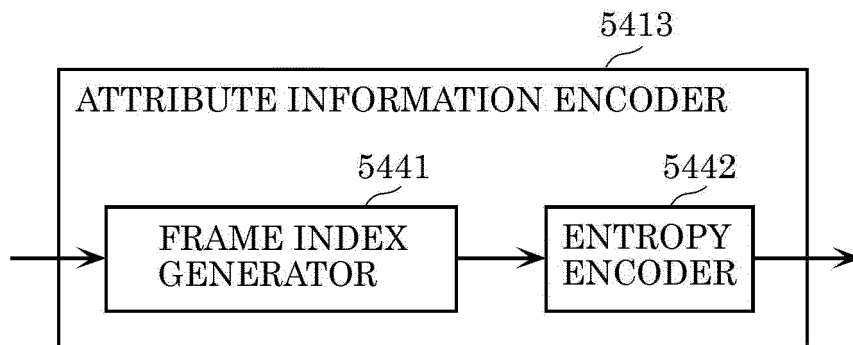 5413
ATTRIBUTE INFORMATION ENCODER
5441
5442
FRAME INDEX
GENERATOR
ENTROPY
ENCODER